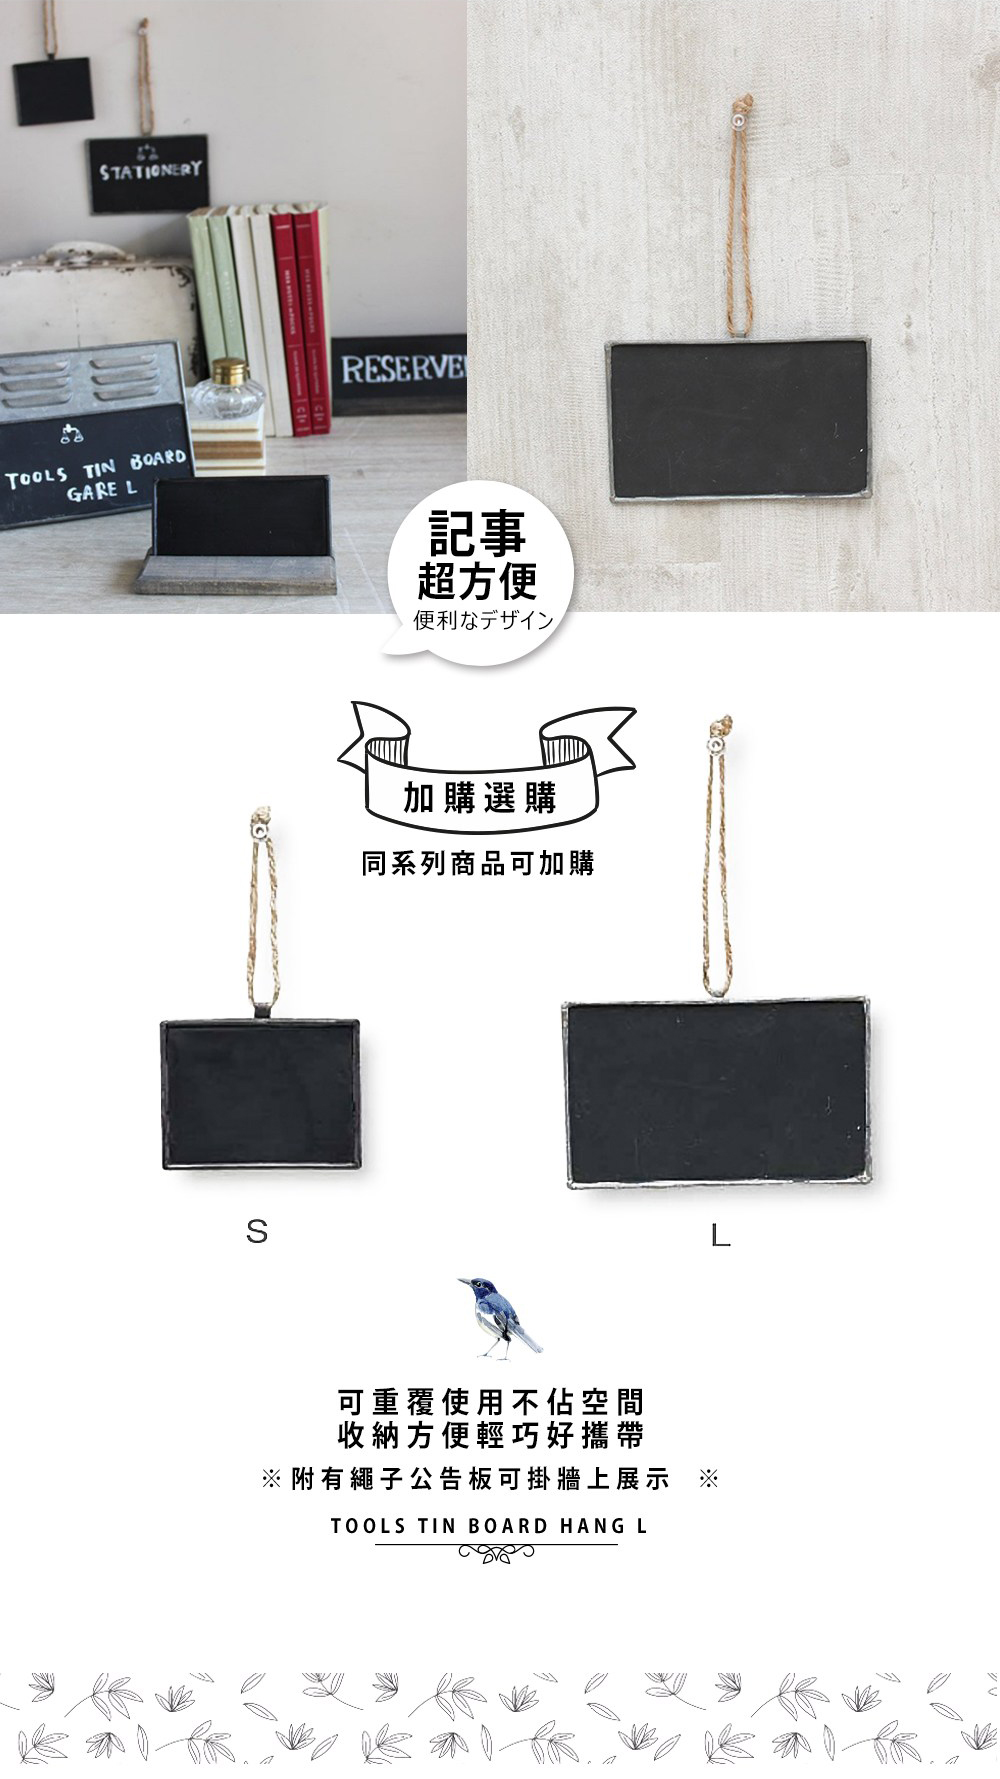 STATIONERY
RESERVE
TOOLS TIN BOARD
GARE L
記事
超方便
便利なデザイン
加購選購
同系列商品可加購
S
L
可重覆使用不佔空間
收納方便輕巧好攜帶
※附有繩子公告板可掛牆上展示 ※
TOOLS TIN BOARD HANG L